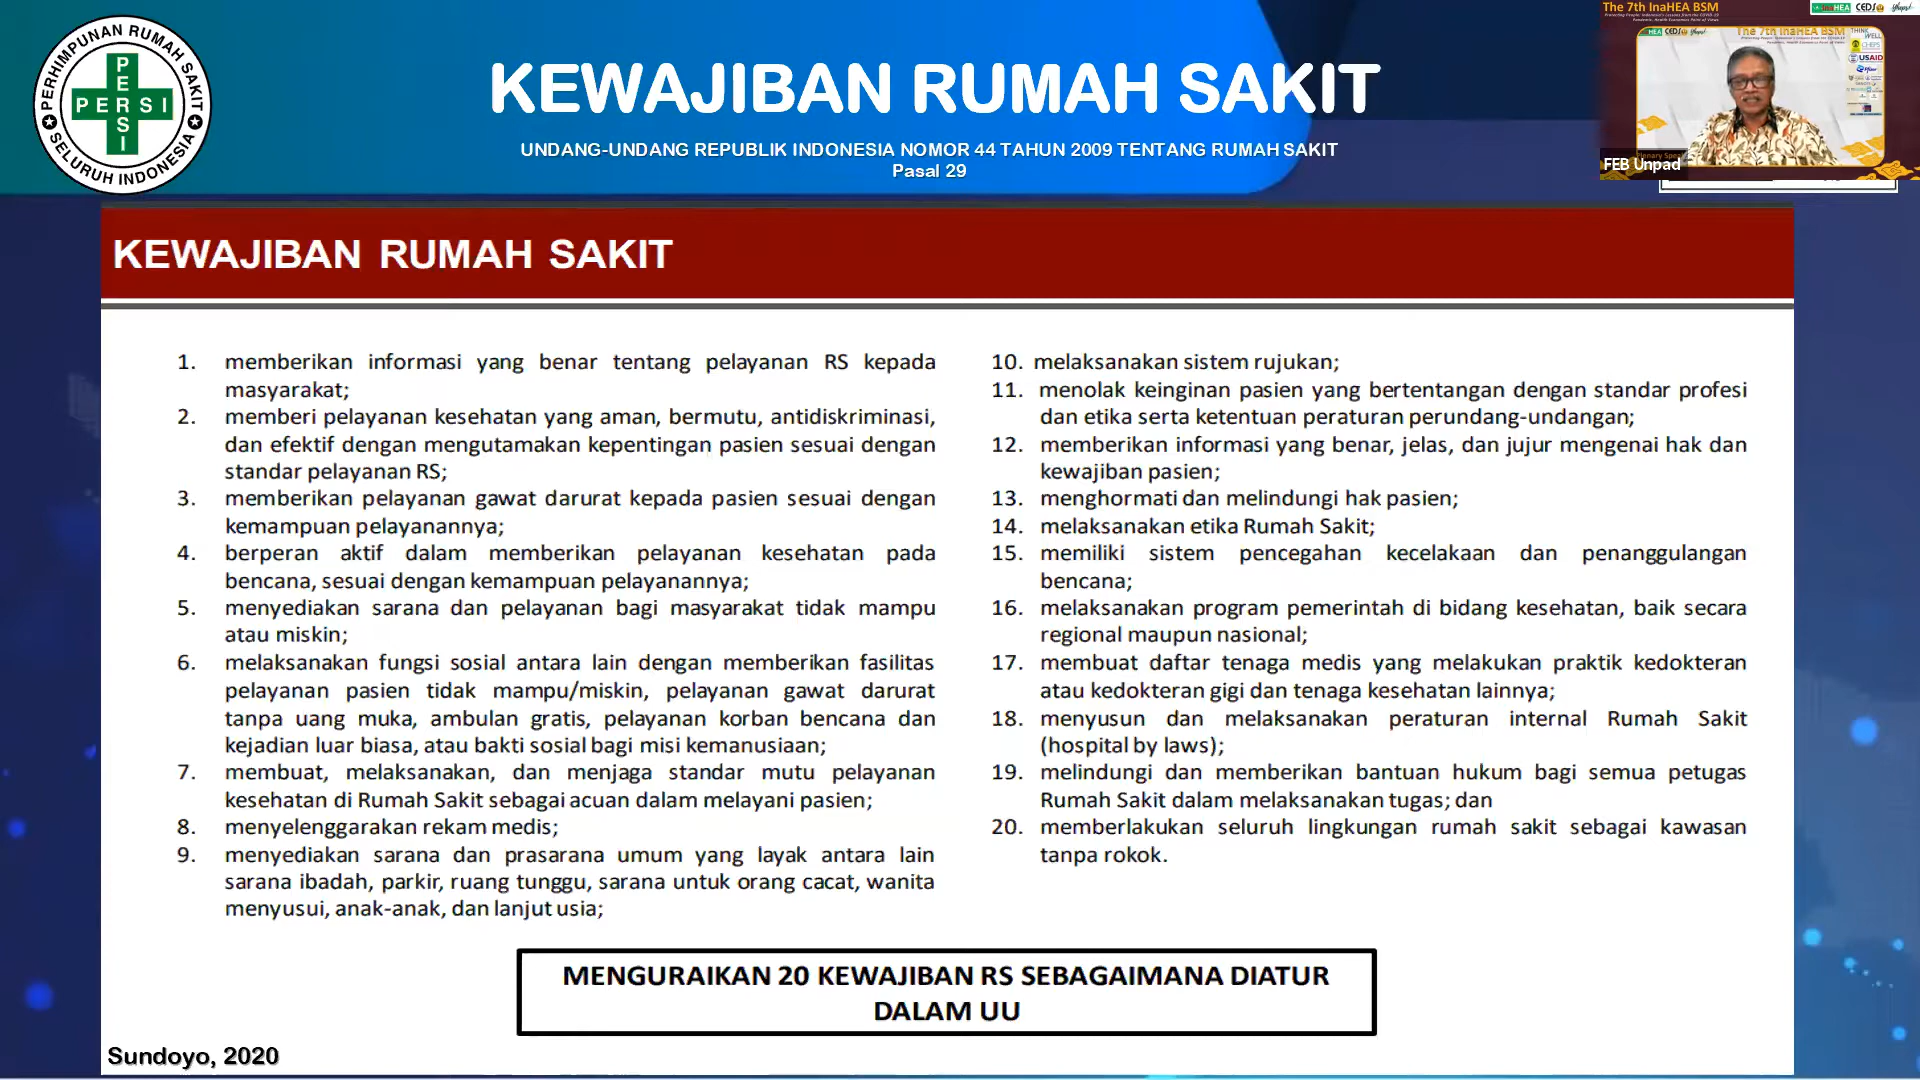 PERHIMPUNAN RUMAH SAKIT
SELURUH INDONESIA
PERSI
PERSI
KEWAJIBAN RUMAH SAKIT
UNDANG-UNDANG REPUBLIK INDONESIA NOMOR 44 TAHUN 2009 TENTANG RUMAH SAKIT
Pasal 29
The 7th InaHEA BSM
InaHEA CEDS
The 7th InaHEA BSM
HEA CEDS
THINK
WELL
CHEPS
USAID
FEB Unpad
KEWAJIBAN RUMAH SAKIT
1. memberikan informasi yang benar tentang pelayanan RS kepada
masyarakat;
2. memberi pelayanan kesehatan yang aman, bermutu, antidiskriminasi,
dan efektif dengan mengutamakan kepentingan pasien sesuai dengan
standar pelayanan RS;
3. memberikan pelayanan gawat darurat kepada pasien sesuai dengan
kemampuan pelayanannya;
4. berperan aktif dalam memberikan pelayanan kesehatan pada
bencana, sesuai dengan kemampuan pelayanannya;
5. menyediakan sarana dan pelayanan bagi masyarakat tidak mampu
atau miskin;
6. melaksanakan fungsi sosial antara lain dengan memberikan fasilitas
pelayanan pasien tidak mampu/miskin, pelayanan gawat darurat
tanpa uang muka, ambulan gratis, pelayanan korban bencana dan
kejadian luar biasa, atau bakti sosial bagi misi kemanusiaan;
7. membuat, melaksanakan, dan menjaga standar mutu pelayanan
kesehatan di Rumah Sakit sebagai acuan dalam melayani pasien;
8. menyelenggarakan rekam medis;
9. menyediakan sarana dan prasarana umum yang layak antara lain
sarana ibadah, parkir, ruang tunggu, sarana untuk orang cacat, wanita
menyusui, anak-anak, dan lanjut usia;
10. melaksanakan sistem rujukan;
11. menolak keinginan pasien yang bertentangan dengan standar profesi
dan etika serta ketentuan peraturan perundang-undangan;
12. memberikan informasi yang benar, jelas, dan jujur mengenai hak dan
kewajiban pasien;
13. menghormati dan melindungi hak pasien;
14. melaksanakan etika Rumah Sakit;
15. memiliki sistem pencegahan kecelakaan dan penanggulangan
bencana;
16. melaksanakan program pemerintah di bidang kesehatan, baik secara
regional maupun nasional;
17. membuat daftar tenaga medis yang melakukan praktik kedokteran
atau kedokteran gigi dan tenaga kesehatan lainnya;
18. menyusun dan melaksanakan peraturan internal Rumah Sakit
(hospital by laws);
19. melindungi dan memberikan bantuan hukum bagi semua petugas
Rumah Sakit dalam melaksanakan tugas; dan
20. memberlakukan seluruh lingkungan rumah sakit sebagai kawasan
tanpa rokok.
MENGURAIKAN 20 KEWAJIBAN RS SEBAGAIMANA DIATUR
DALAM UU
Sundoyo, 2020